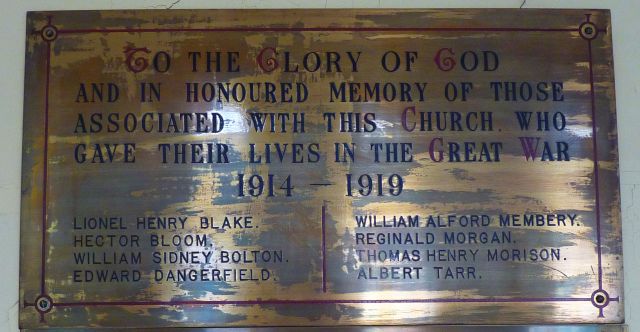 TO THE GLORY OF GOD
AND IN HONOURED MEMORY OF THOSE
ASSOCIATED WITH THIS CHURCH, WHO
GAVE THEIR LIVES IN THE GREAT WAR
1914 – 1919
LIONEL HENRY BLAKE.
HECTOR BLOOM.
WILLIAM SIDNEY BOLTON.
EDWARD DANGERFIELD.
WILLIAM ALFORD MEMBERY.
REGINALD MORGAN.
THOMAS HENRY MORISON.
ALBERT TARR.